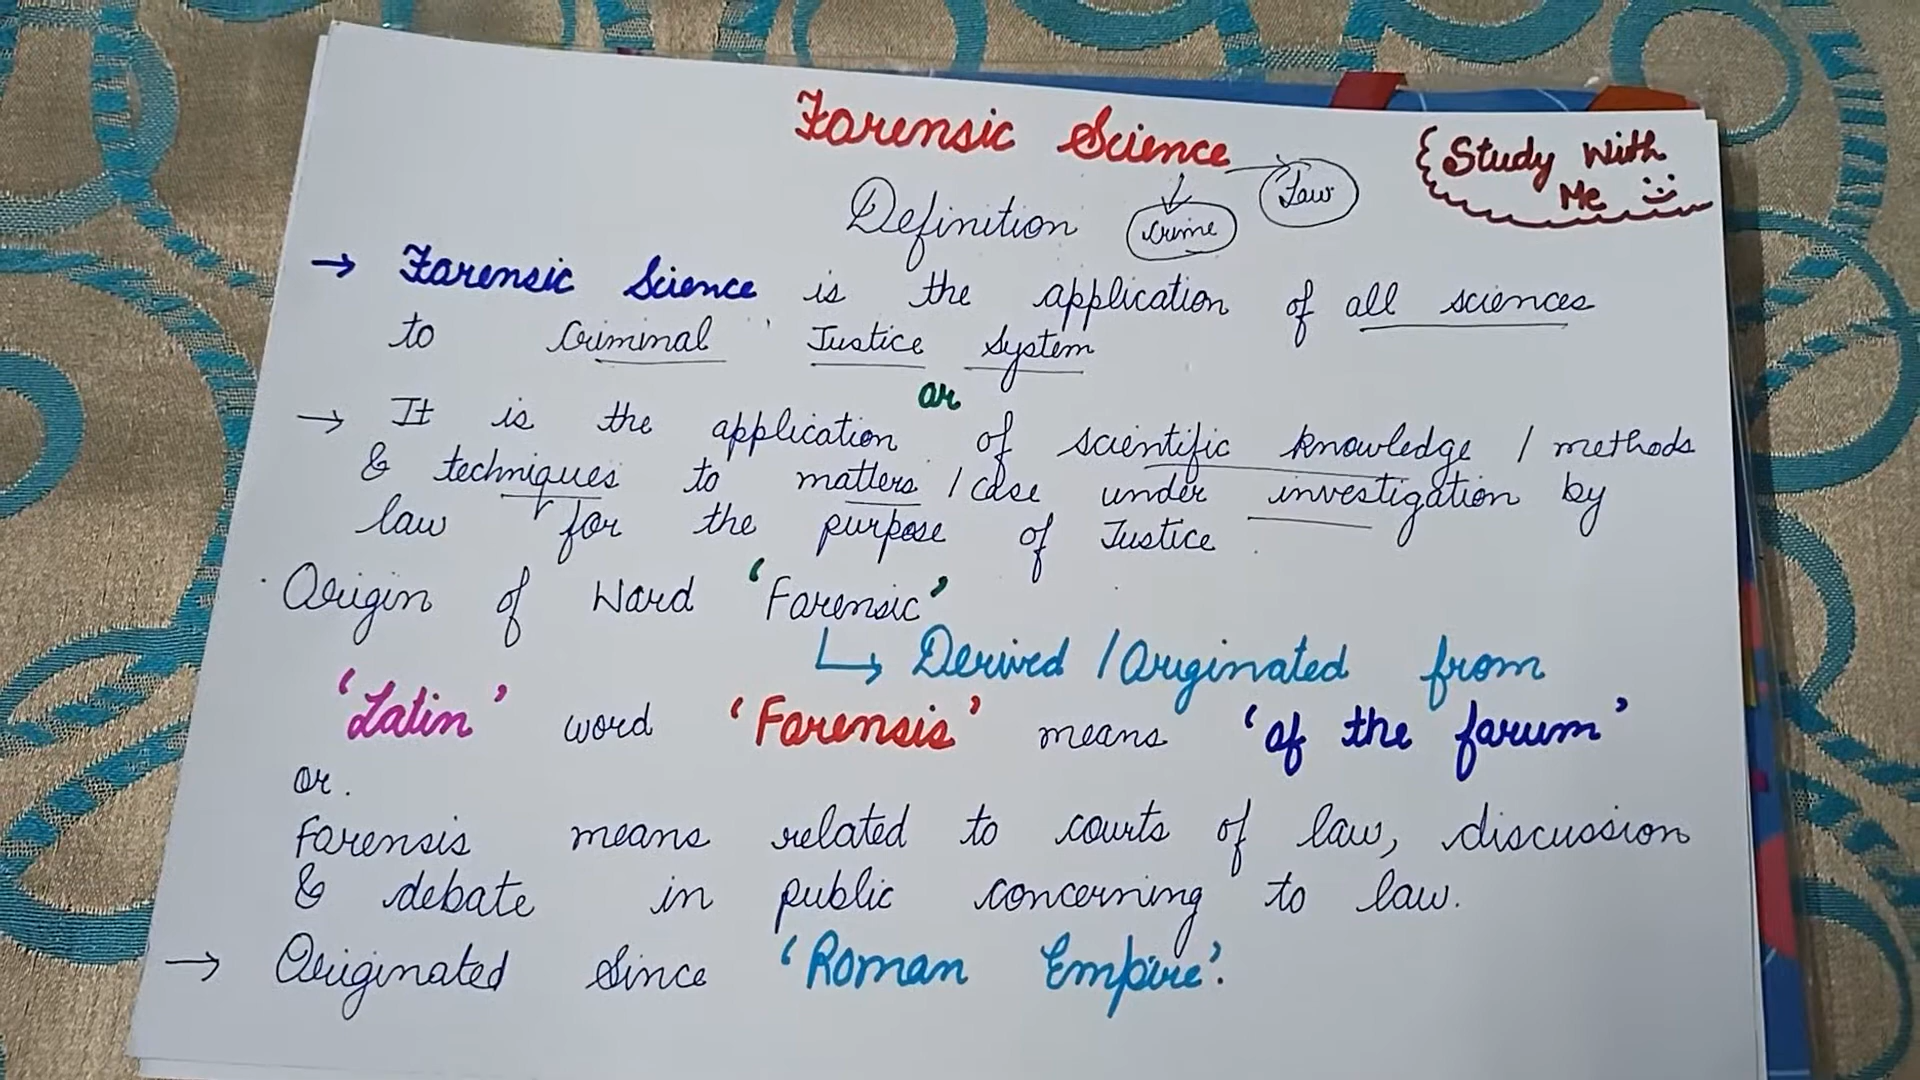 Forensic Science
Study With
Me
Law
Definition
Crime
→ Forensic Science is the application of all sciences
to Criminal Justice System
or
→ It is the application of scientific knowledge / methods
& techniques to matters / case under investigation by
law for the purpose of Justice
Origin of Word 'Forensic'
↳ Derived / Originated from
'Latin' word 'Forensis' means 'of the forum'
or.
Forensis means related to courts of law, discussion
& debate in public concerning to law.
→ Originated Since 'Roman Empire'.